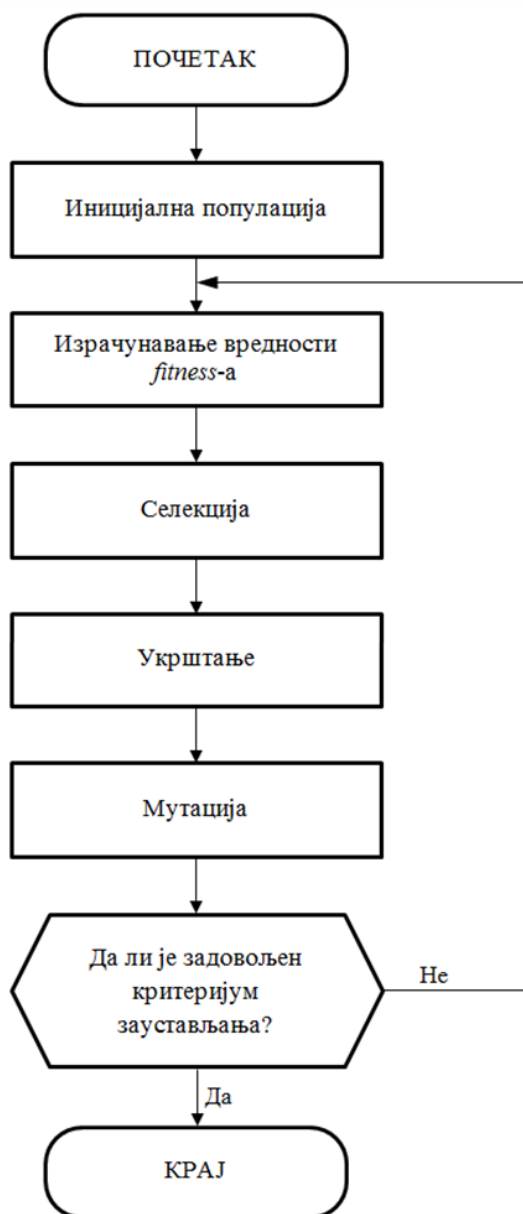 ПОЧЕТАК
Иницијална популација
Израчунавање вредности
fitness-а
Селекција
Укрштање
Мутација
Да ли је задовољен
критеријум
заустављања?
Не
Да
КРАЈ